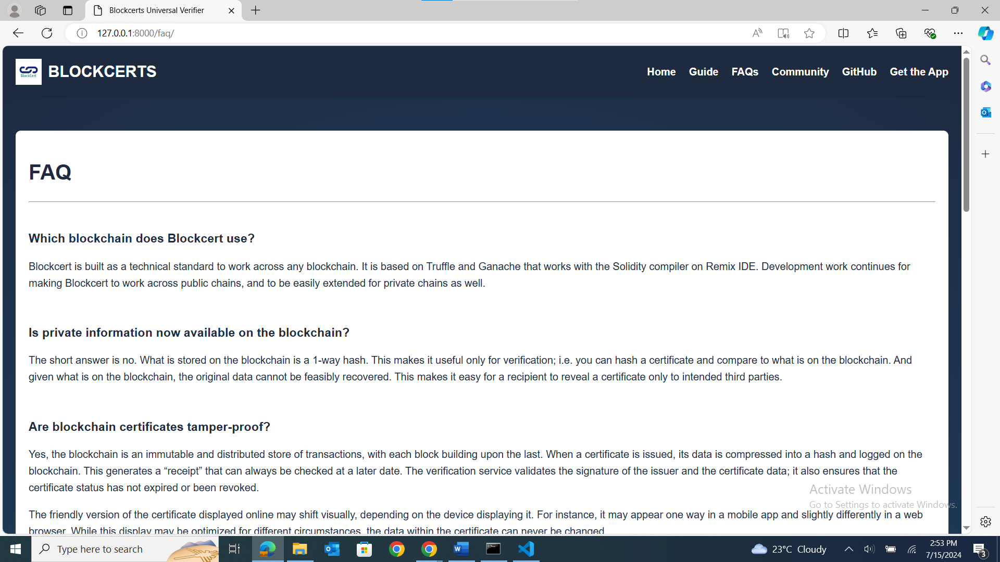 Blockcerts Universal Verifier
127.0.0.1:8000/faq/
BlockCert
BLOCKCERTS
Home Guide FAQs Community GitHub Get the App
FAQ
Which blockchain does Blockcert use?
Blockcert is built as a technical standard to work across any blockchain. It is based on Truffle and Ganache that works with the Solidity compiler on Remix IDE. Development work continues for
making Blockcert to work across public chains, and to be easily extended for private chains as well.
Is private information now available on the blockchain?
The short answer is no. What is stored on the blockchain is a 1-way hash. This makes it useful only for verification; i.e. you can hash a certificate and compare to what is on the blockchain. And
given what is on the blockchain, the original data cannot be feasibly recovered. This makes it easy for a recipient to reveal a certificate only to intended third parties.
Are blockchain certificates tamper-proof?
Yes, the blockchain is an immutable and distributed store of transactions, with each block building upon the last. When a certificate is issued, its data is compressed into a hash and logged on the
blockchain. This generates a “receipt” that can always be checked at a later date. The verification service validates the signature of the issuer and the certificate data; it also ensures that the
certificate status has not expired or been revoked.
Activate Windows
Go to Settings to activate Windows.
The friendly version of the certificate displayed online may shift visually, depending on the device displaying it. For instance, it may appear one way in a mobile app and slightly differently in a web
browser. While this display may be optimized for different circumstances, the data within the certificate can never be changed.
Type here to search
23°C Cloudy
2:53 PM
7/15/2024
3